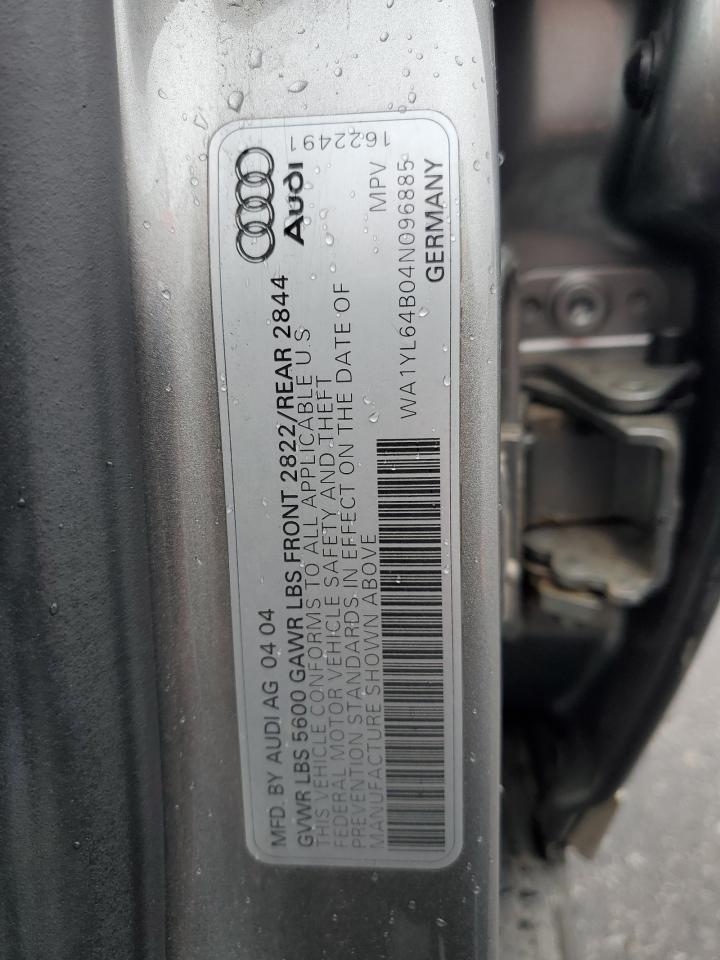 MFD. BY AUDI AG 04 04
GVWR LBS 5600 GAWR LBS FRONT 2822/REAR 2844
THIS VEHICLE CONFORMS TO ALL APPLICABLE U.S
FEDERAL MOTOR VEHICLE SAFETY AND THEFT
PREVENTION STANDARDS. IN EFFECT ON THE DATE OF
MANUFACTURE SHOWN ABOVE
AUDI
MPV
WA1YL64B04N096885
GERMANY
1622491